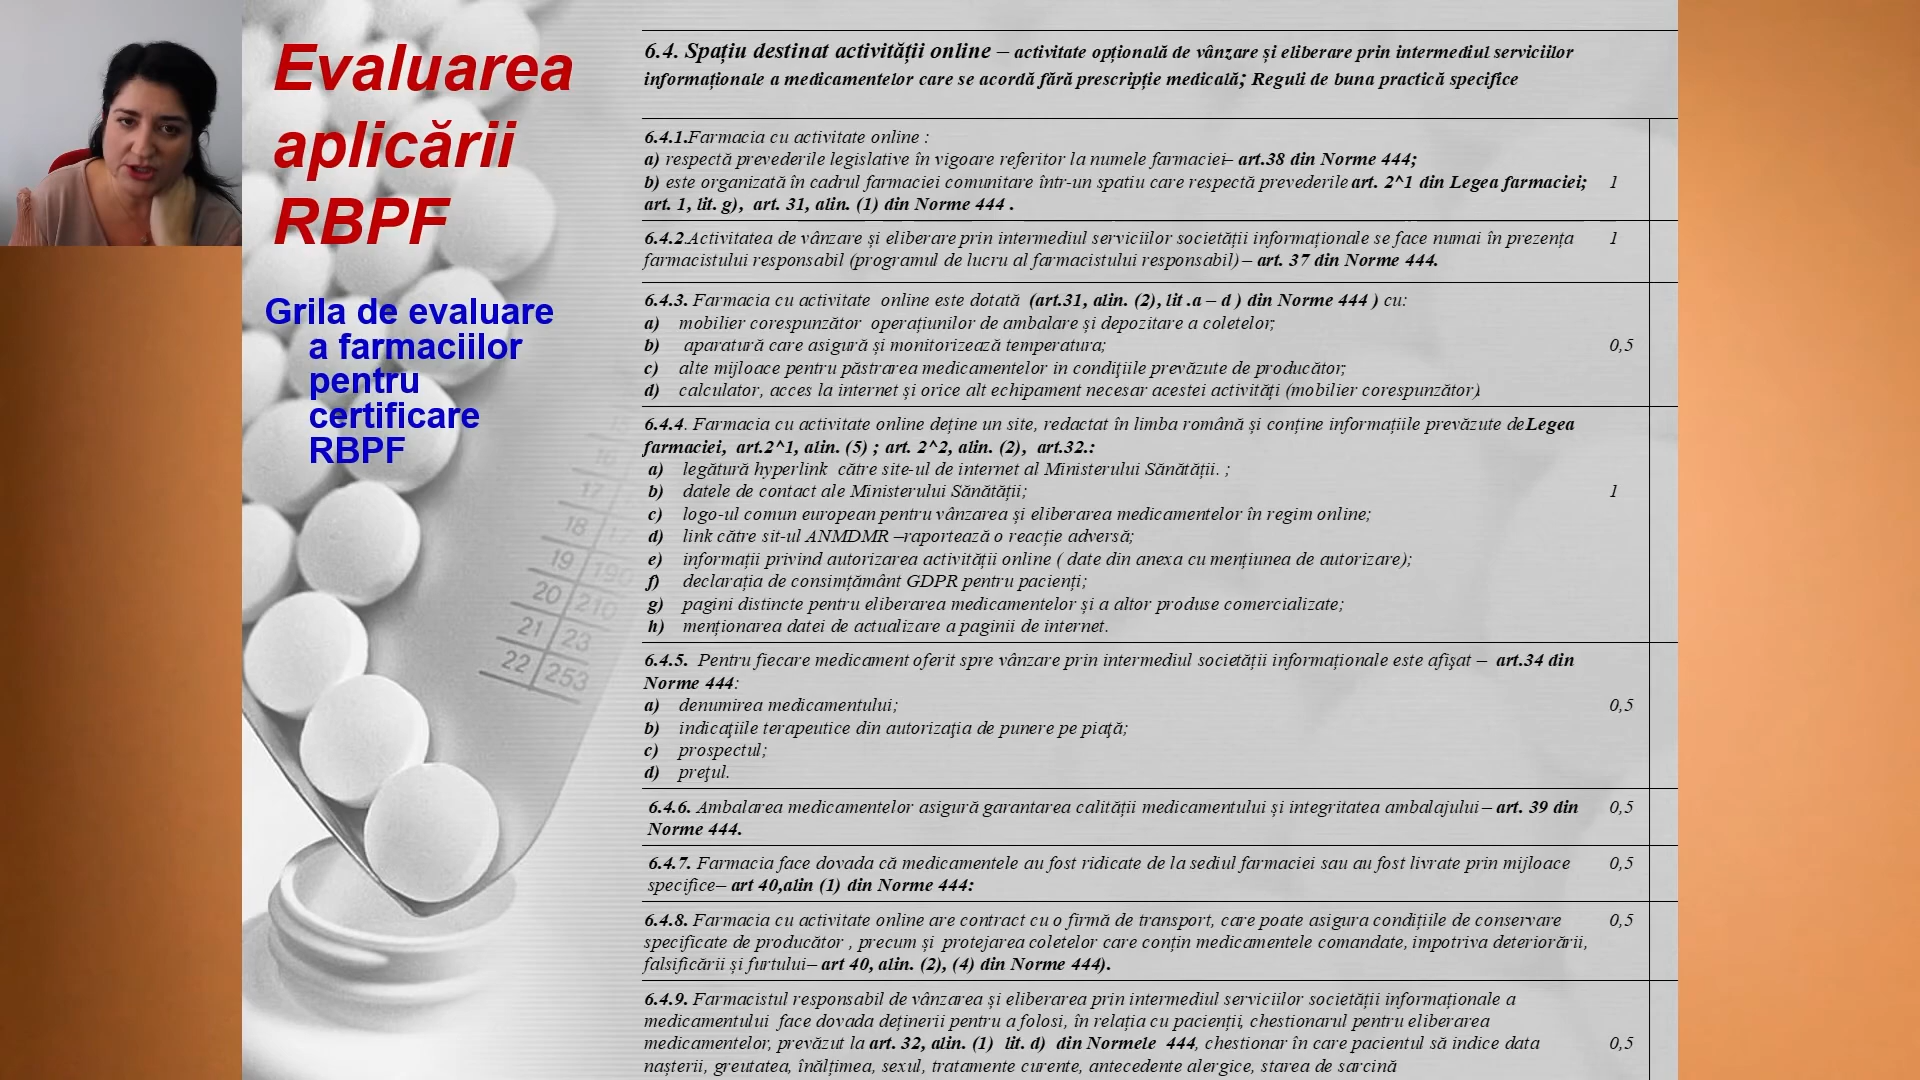 Evaluarea
aplicării
RBPF
Grila de evaluare
a farmaciilor
pentru
certificare
RBPF
6.4. Spațiu destinat activității online – activitate opțională de vânzare și eliberare prin intermediul serviciilor
informaționale a medicamentelor care se acordă fără prescripție medicală; Reguli de buna practică specifice
6.4.1.Farmacia cu activitate online :
a) respectă prevederile legislative în vigoare referitor la numele farmaciei– art.38 din Norme 444;
b) este organizată în cadrul farmaciei comunitare într-un spatiu care respectă prevederile art. 2^1 din Legea farmaciei; 1
art. 1, lit. g), art. 31, alin. (1) din Norme 444 .
6.4.2.Activitatea de vânzare și eliberare prin intermediul serviciilor societății informaționale se face numai în prezența 1
farmacistului responsabil (programul de lucru al farmacistului responsabil)– art. 37 din Norme 444.
6.4.3. Farmacia cu activitate online este dotată (art.31, alin. (2), lit .a – d ) din Norme 444 ) cu:
a) mobilier corespunzător operațiunilor de ambalare și depozitare a coletelor;
b) aparatură care asigură și monitorizează temperatura; 0,5
c) alte mijloace pentru păstrarea medicamentelor in condiţiile prevăzute de producător;
d) calculator, acces la internet și orice alt echipament necesar acestei activități (mobilier corespunzător).
6.4.4. Farmacia cu activitate online deține un site, redactat în limba română și conține informațiile prevăzute de Legea
farmaciei, art.2^1, alin. (5) ; art. 2^2, alin. (2), art.32.:
a) legătură hyperlink către site-ul de internet al Ministerului Sănătății. ;
b) datele de contact ale Ministerului Sănătății; 1
c) logo-ul comun european pentru vânzarea și eliberarea medicamentelor în regim online;
d) link către sit-ul ANMDMR –raportează o reacție adversă;
e) informații privind autorizarea activității online ( date din anexa cu mențiunea de autorizare);
f) declarația de consimțământ GDPR pentru pacienți;
g) pagini distincte pentru eliberarea medicamentelor și a altor produse comercializate;
h) menționarea datei de actualizare a paginii de internet.
6.4.5. Pentru fiecare medicament oferit spre vânzare prin intermediul societății informaționale este afişat – art.34 din
Norme 444:
a) denumirea medicamentului; 0,5
b) indicaţiile terapeutice din autorizaţia de punere pe piaţă;
c) prospectul;
d) preţul.
6.4.6. Ambalarea medicamentelor asigură garantarea calității medicamentului și integritatea ambalajului – art. 39 din 0,5
Norme 444.
6.4.7. Farmacia face dovada că medicamentele au fost ridicate de la sediul farmaciei sau au fost livrate prin mijloace 0,5
specifice– art 40,alin (1) din Norme 444:
6.4.8. Farmacia cu activitate online are contract cu o firmă de transport, care poate asigura condițiile de conservare 0,5
specificate de producător , precum și protejarea coletelor care conțin medicamentele comandate, impotriva deteriorării,
falsificării și furtului– art 40, alin. (2), (4) din Norme 444).
6.4.9. Farmacistul responsabil de vânzarea și eliberarea prin intermediul serviciilor societății informaționale a
medicamentului face dovada deținerii pentru a folosi, în relația cu pacienții, chestionarul pentru eliberarea
medicamentelor, prevăzut la art. 32, alin. (1) lit. d) din Normele 444, chestionar în care pacientul să indice data 0,5
nașterii, greutatea, înălțimea, sexul, tratamente curente, antecedente alergice, starea de sarcină
17
18 17
19 190
20 210
21 23
22 253